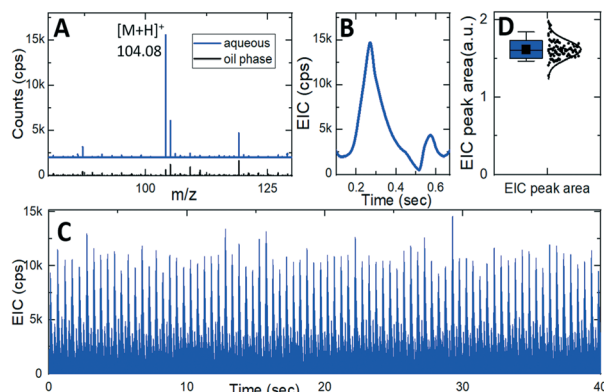 A
[M+H]+
104.08
aqueous
oil phase
Counts (cps)
15k
10k
5k
0
100
125
m/z
B
EIC (cps)
15k
10k
5k
0
0.2
0.4
0.6
Time (sec)
D
EIC peak area(a.u.)
2
1
0
EIC peak area
C
EIC (cps)
15k
10k
5k
0
0
10
20
30
40
Time (sec)